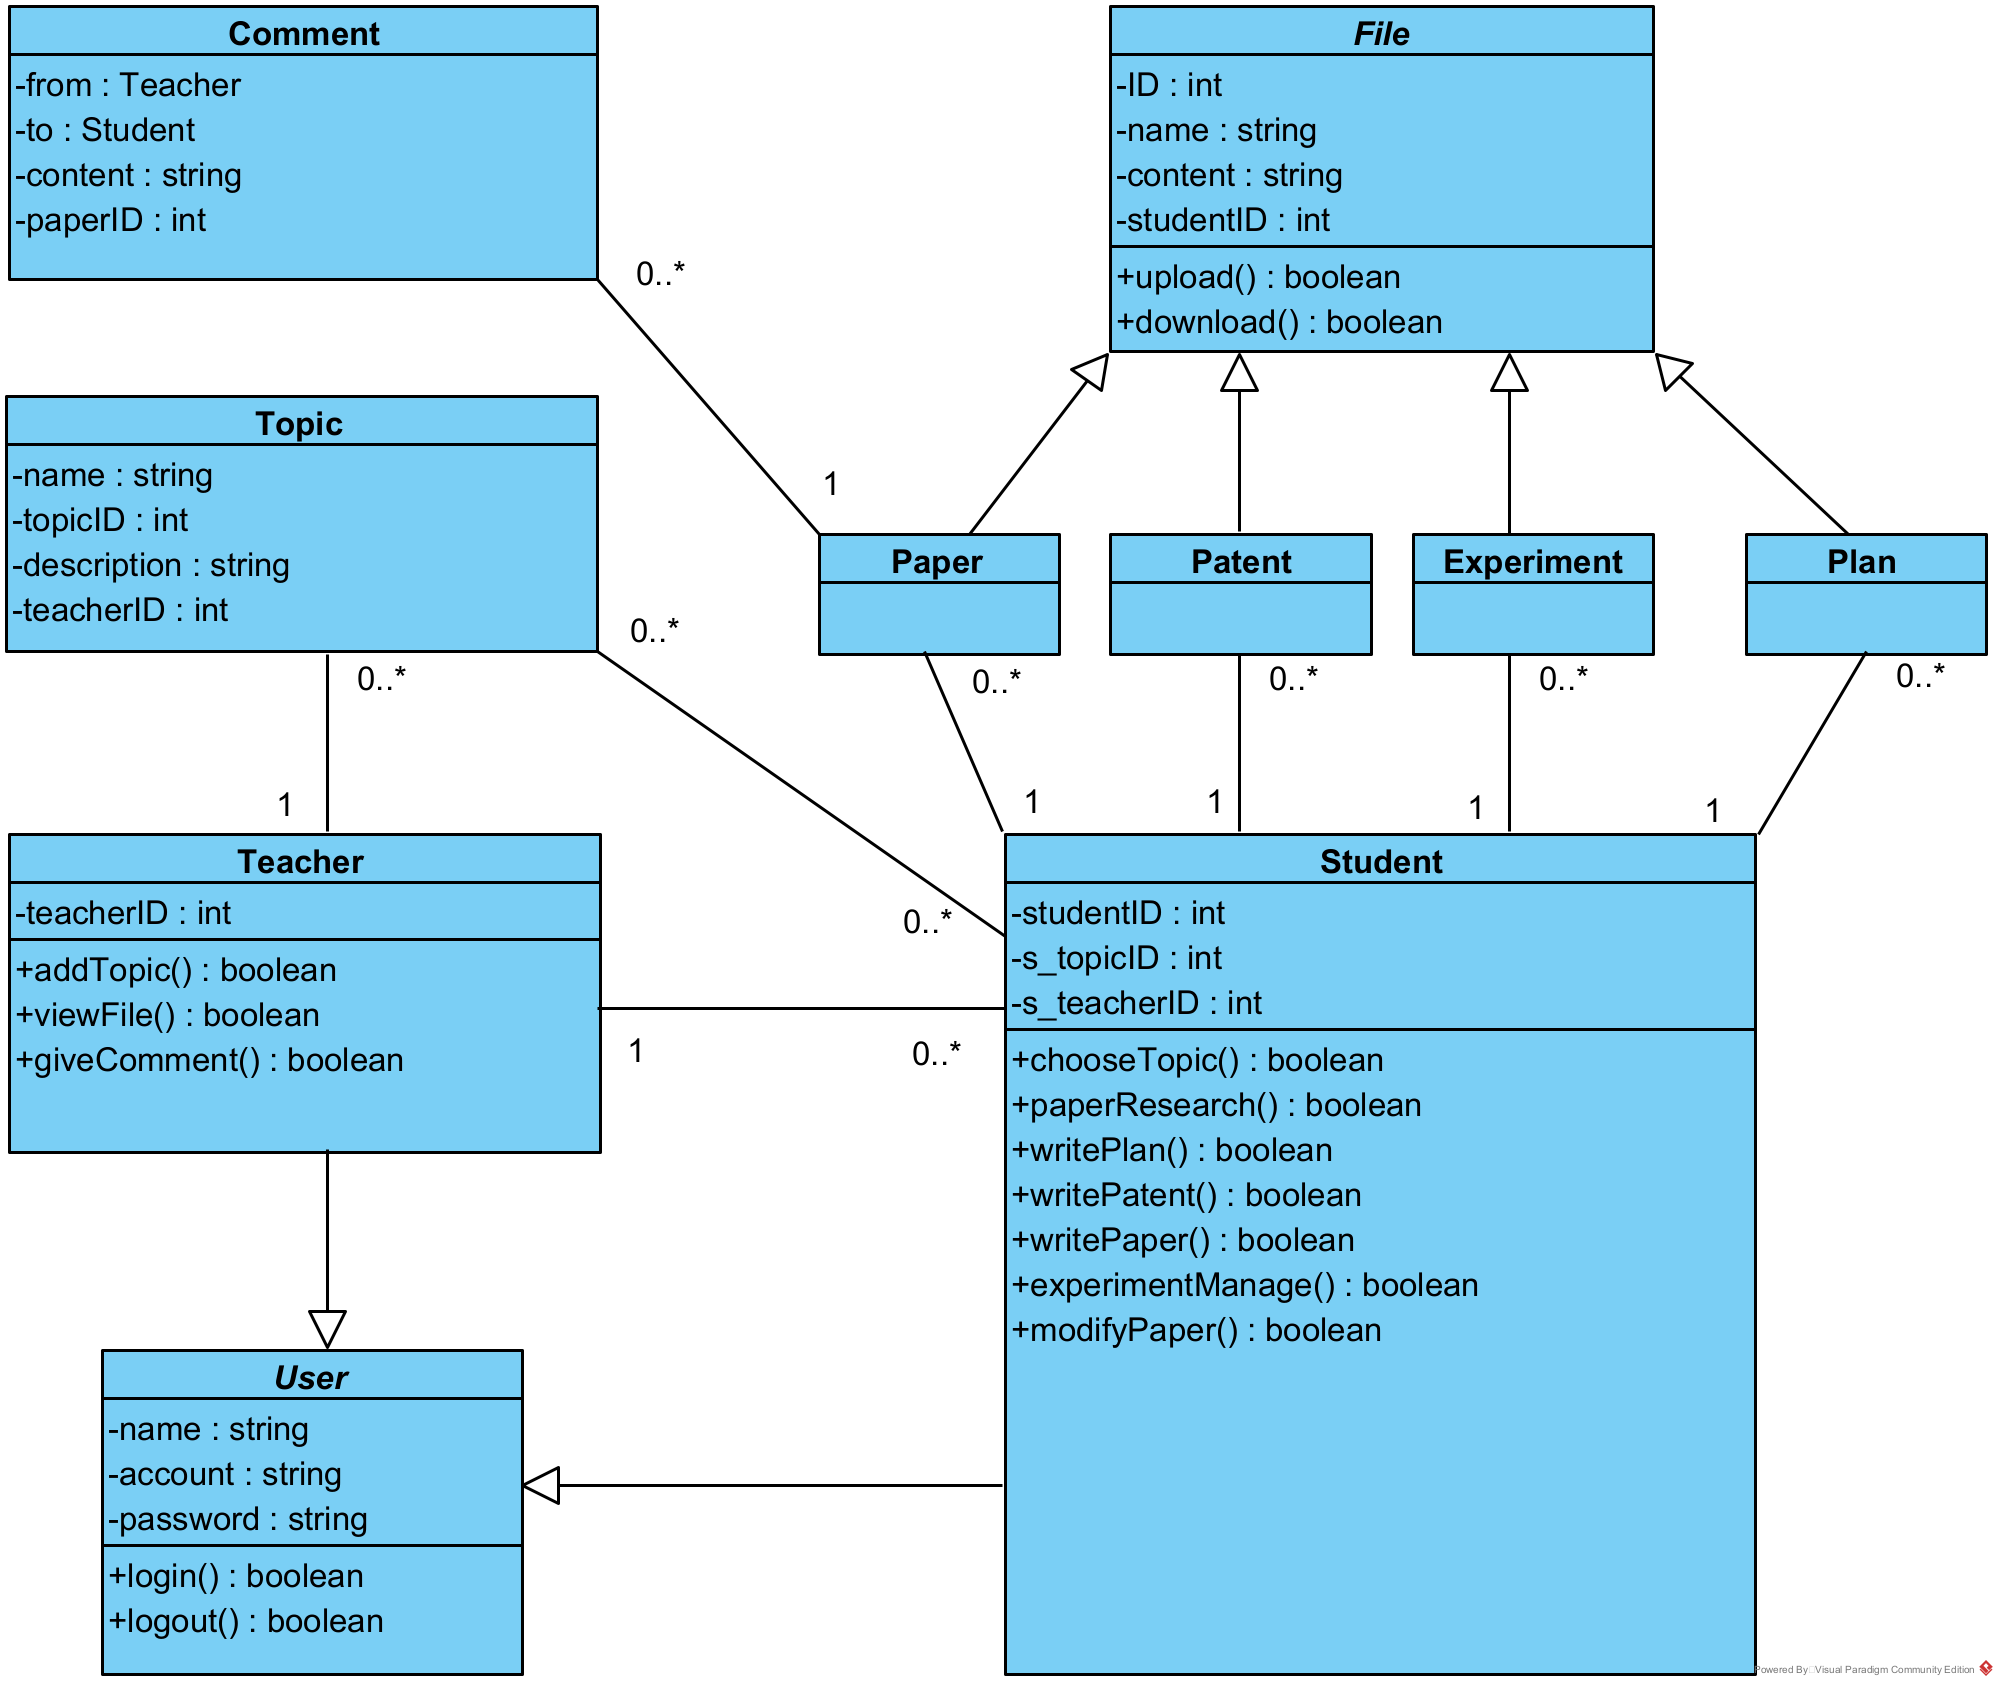 Comment
-from : Teacher
-to : Student
-content : string
-paperID : int
0..*
1
File
-ID : int
-name : string
-content : string
-studentID : int
+upload() : boolean
+download() : boolean
Topic
-name : string
-topicID : int
-description : string
-teacherID : int
0..*
0..*
0..*
1
Paper
Patent
Experiment
Plan
0..*
0..*
0..*
0..*
1
1
1
1
Teacher
-teacherID : int
+addTopic() : boolean
+viewFile() : boolean
+giveComment() : boolean
1
0..*
Student
-studentID : int
-s_topicID : int
-s_teacherID : int
+chooseTopic() : boolean
+paperResearch() : boolean
+writePlan() : boolean
+writePatent() : boolean
+writePaper() : boolean
+experimentManage() : boolean
+modifyPaper() : boolean
User
-name : string
-account : string
-password : string
+login() : boolean
+logout() : boolean
Powered By Visual Paradigm Community Edition